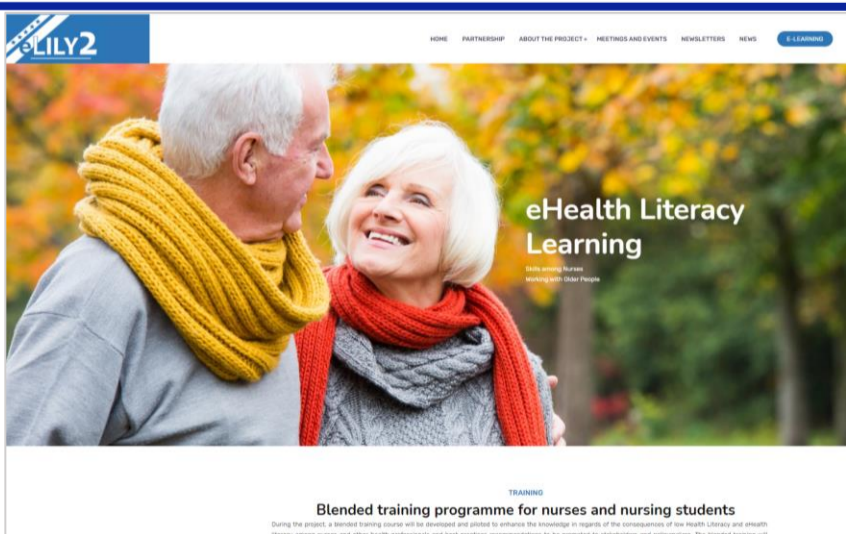 eLILY2
HOME PARTNERSHIP ABOUT THE PROJECT MEETINGS AND EVENTS NEWSLETTERS NEWS E-LEARNING
eHealth Literacy
Learning
Skills among Nurses
Working with Older People
TRAINING
Blended training programme for nurses and nursing students
During the project, a blended training course will be developed and piloted to enhance the knowledge in regards of the consequences of low Health Literacy and eHealth